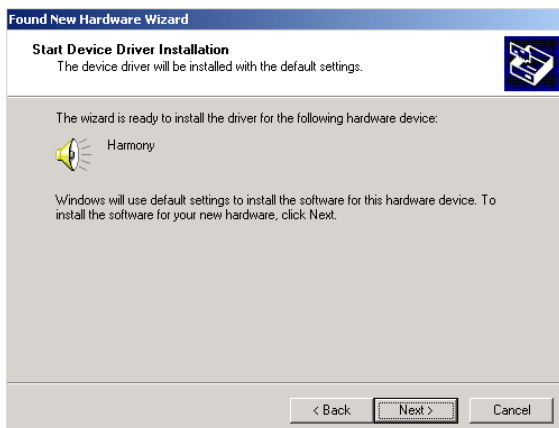 Found New Hardware Wizard
Start Device Driver Installation
The device driver will be installed with the default settings.
The wizard is ready to install the driver for the following hardware device:
Harmony
Windows will use default settings to install the software for this hardware device. To
install the software for your new hardware, click Next.
< Back
Next >
Cancel